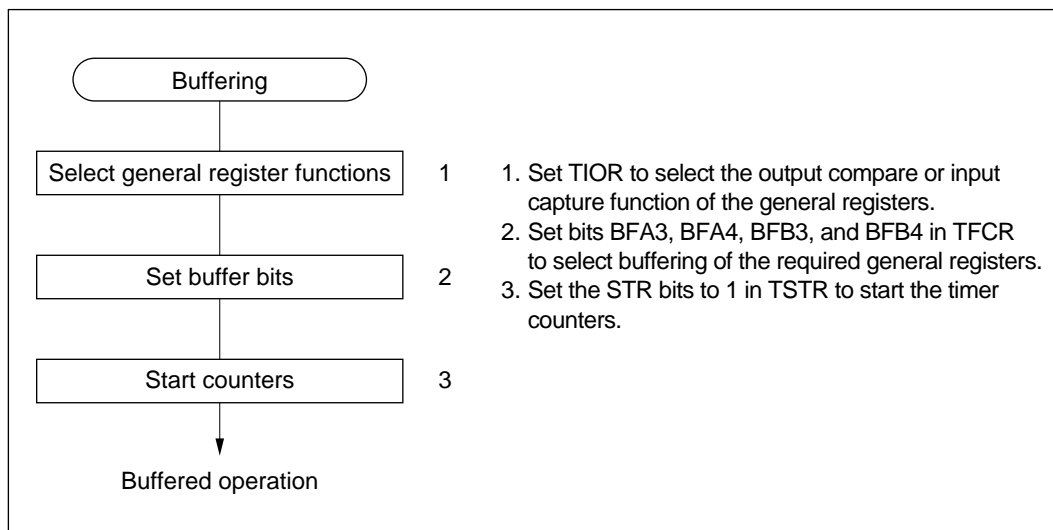 Buffering
Select general register functions
1
Set buffer bits
2
Start counters
3
Buffered operation
1. Set TIOR to select the output compare or input
capture function of the general registers.
2. Set bits BFA3, BFA4, BFB3, and BFB4 in TFCR
to select buffering of the required general registers.
3. Set the STR bits to 1 in TSTR to start the timer
counters.